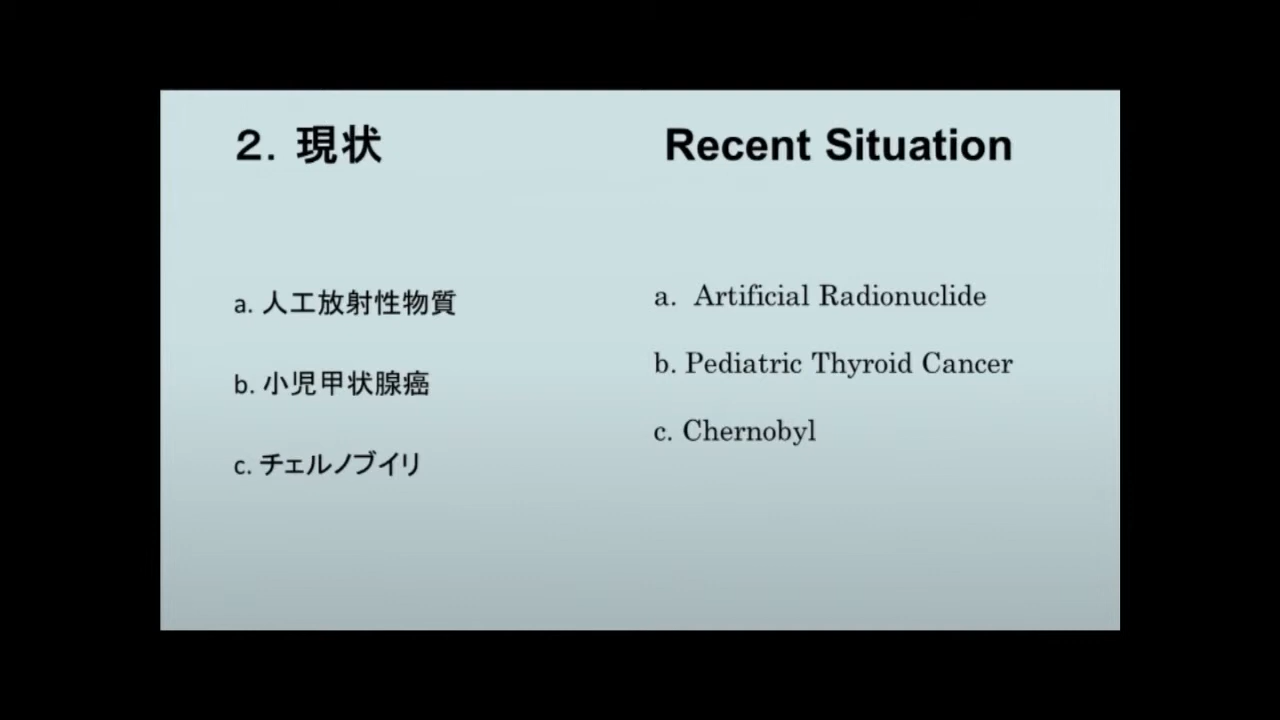 2. 現状
a. 人工放射性物質
b. 小児甲状腺癌
c. チェルノブイリ
Recent Situation
a. Artificial Radionuclide
b. Pediatric Thyroid Cancer
c. Chernobyl